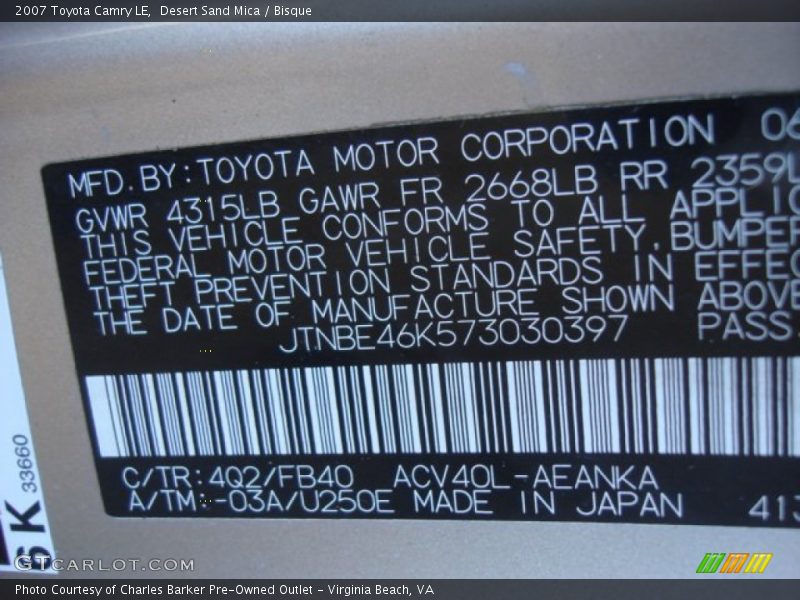 2007 Toyota Camry LE,  Desert Sand Mica / Bisque
MFD.BY:TOYOTA MOTOR CORPORATION 06
GVWR 4315LB GAWR FR 2668LB RR 2359L
THIS VEHICLE CONFORMS TO ALL APPLIC
FEDERAL MOTOR VEHICLE SAFETY,BUMPER
THEFT PREVENTION STANDARDS IN EFFEC
THE DATE OF MANUFACTURE SHOWN ABOVE
JTNBE46K573030397 PASS.
C/TR:4Q2/FB40 ACV40L-AEANKA
A/TM:-03A/U250E MADE IN JAPAN 413
33660
6K
GTCARLOT.COM
Photo Courtesy of Charles Barker Pre-Owned Outlet - Virginia Beach, VA